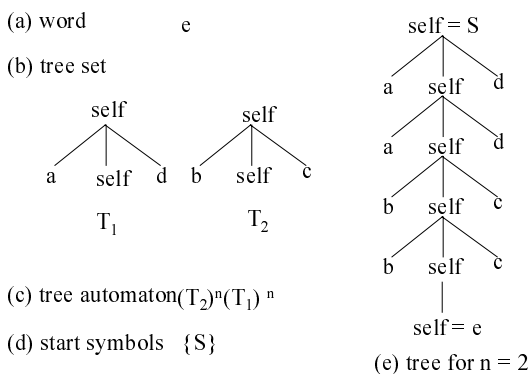 (a) word e
(b) tree set
self
a self d
T1
self
b self c
T2
(c) tree automaton(T2)n(T1) n
(d) start symbols {S}
self = S
a self d
a self d
b self c
b self c
self = e
(e) tree for n = 2